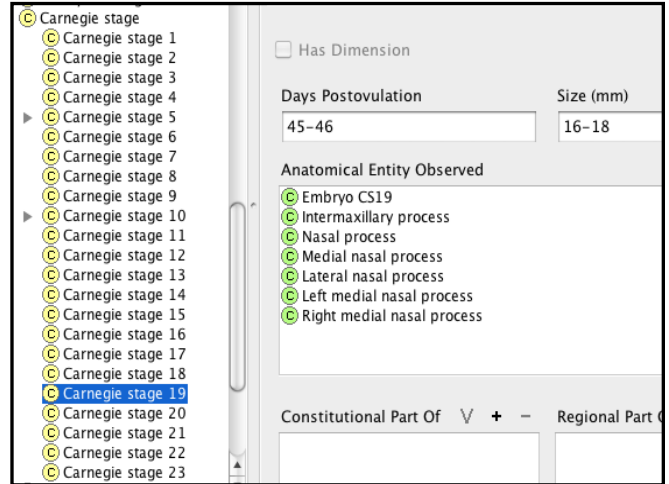 Carnegie stage
Carnegie stage 1
Carnegie stage 2
Carnegie stage 3
Carnegie stage 4
Carnegie stage 5
Carnegie stage 6
Carnegie stage 7
Carnegie stage 8
Carnegie stage 9
Carnegie stage 10
Carnegie stage 11
Carnegie stage 12
Carnegie stage 13
Carnegie stage 14
Carnegie stage 15
Carnegie stage 16
Carnegie stage 17
Carnegie stage 18
Carnegie stage 19
Carnegie stage 20
Carnegie stage 21
Carnegie stage 22
Carnegie stage 23
Has Dimension
Days Postovulation
45-46
Size (mm)
16-18
Anatomical Entity Observed
Embryo CS19
Intermaxillary process
Nasal process
Medial nasal process
Lateral nasal process
Left medial nasal process
Right medial nasal process
Constitutional Part Of V + −
Regional Part